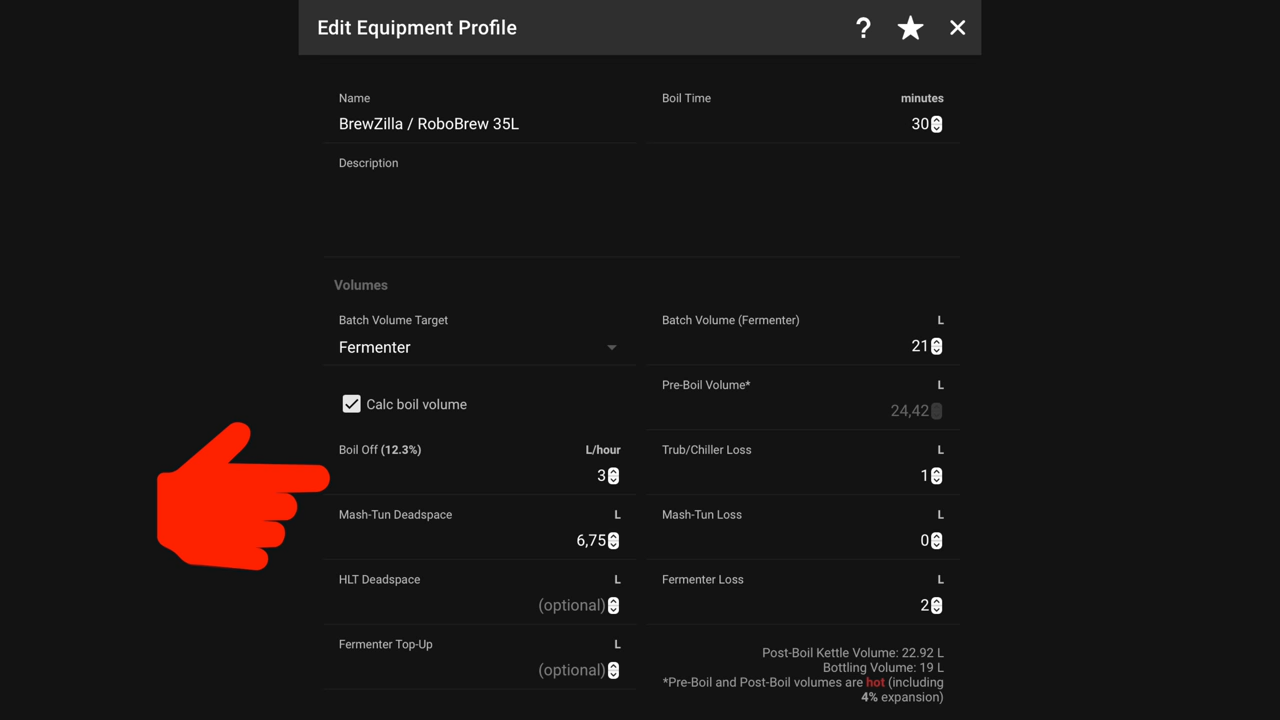 Edit Equipment Profile ?
Name
BrewZilla / RoboBrew 35L
Boil Time minutes
30
Description
Volumes
Batch Volume Target
Fermenter
Batch Volume (Fermenter) L
21
Calc boil volume
Pre-Boil Volume* L
24,42
Boil Off (12.3%) L/hour
3
Trub/Chiller Loss L
1
Mash-Tun Deadspace L
6,75
Mash-Tun Loss L
0
HLT Deadspace L
(optional)
Fermenter Loss L
2
Fermenter Top-Up L
(optional)
Post-Boil Kettle Volume: 22.92 L
Bottling Volume: 19 L
*Pre-Boil and Post-Boil volumes are hot (including
4% expansion)